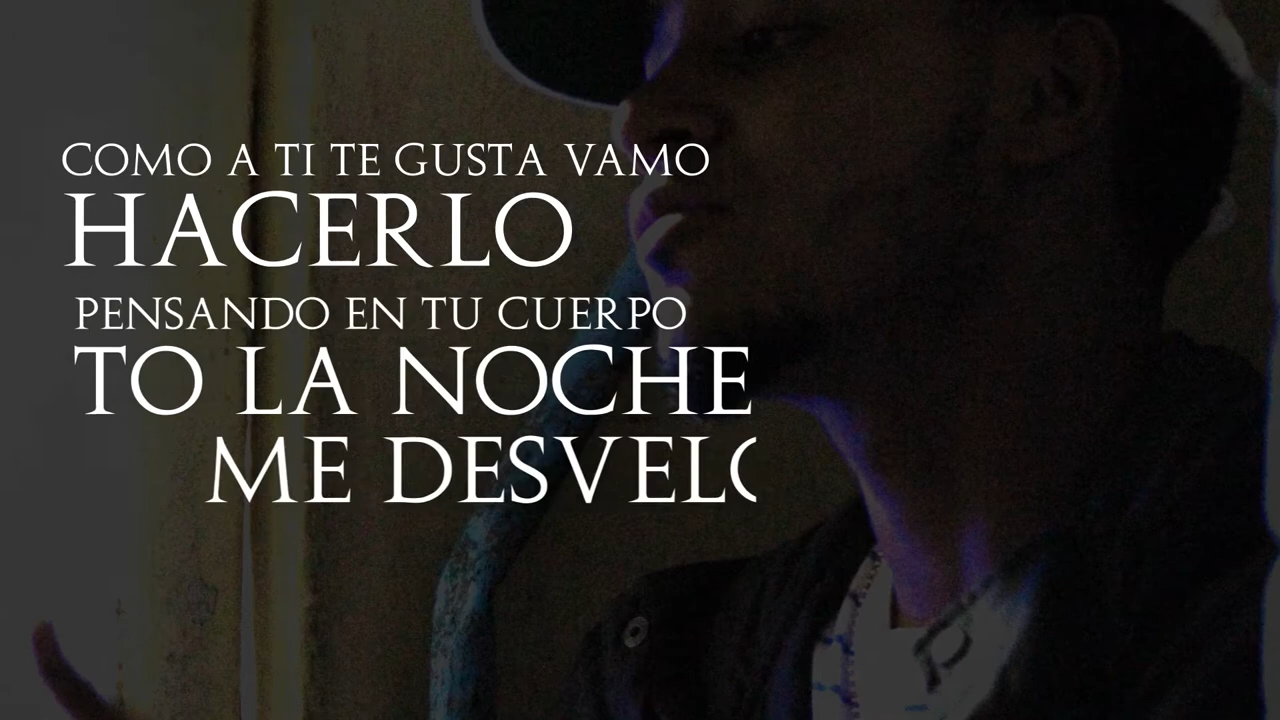 COMO A TI TE GUSTA VAMO
HACERLO
PENSANDO EN TU CUERPO
TO LA NOCHE
ME DESVELO